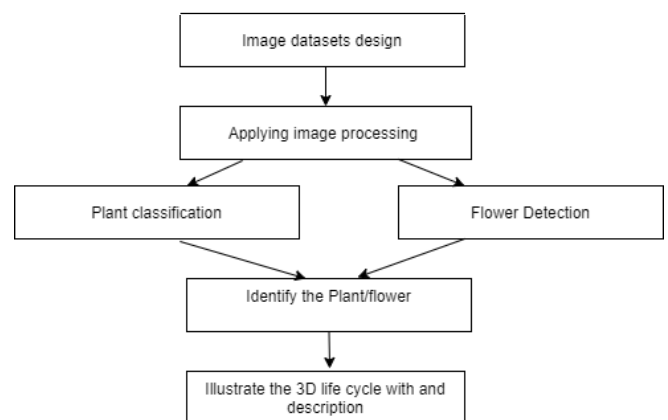 Image datasets design
Applying image processing
Plant classification
Flower Detection
Identify the Plant/flower
Illustrate the 3D life cycle with and
description